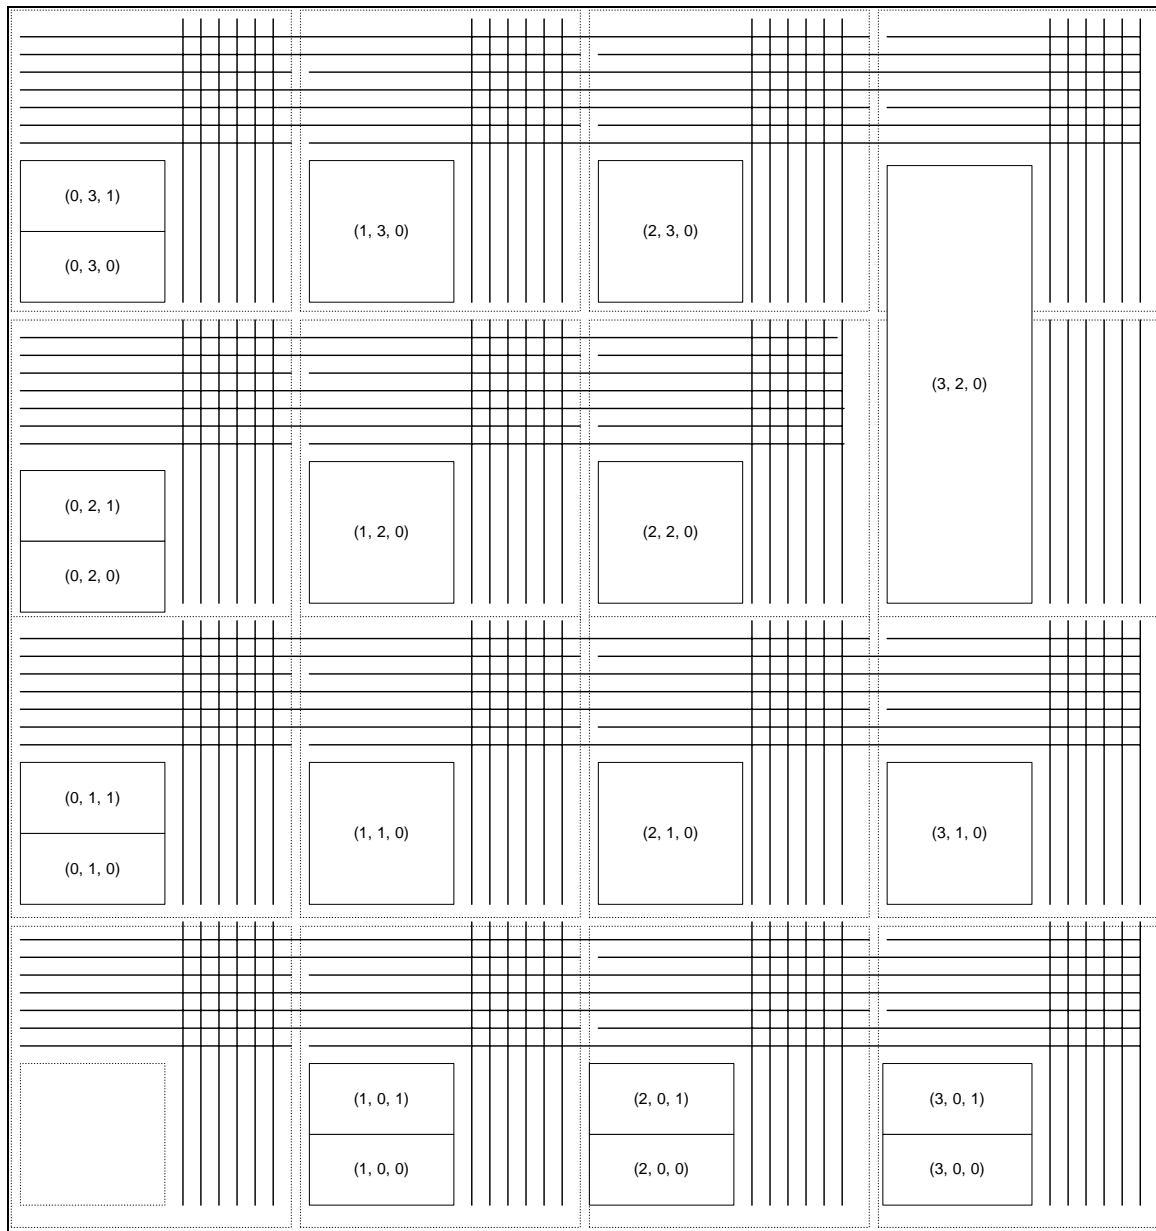 (0, 3, 1)
(1, 3, 0)
(2, 3, 0)
(0, 3, 0)
(3, 2, 0)
(0, 2, 1)
(1, 2, 0)
(2, 2, 0)
(0, 2, 0)
(0, 1, 1)
(1, 1, 0)
(2, 1, 0)
(3, 1, 0)
(0, 1, 0)
(1, 0, 1)
(2, 0, 1)
(3, 0, 1)
(1, 0, 0)
(2, 0, 0)
(3, 0, 0)